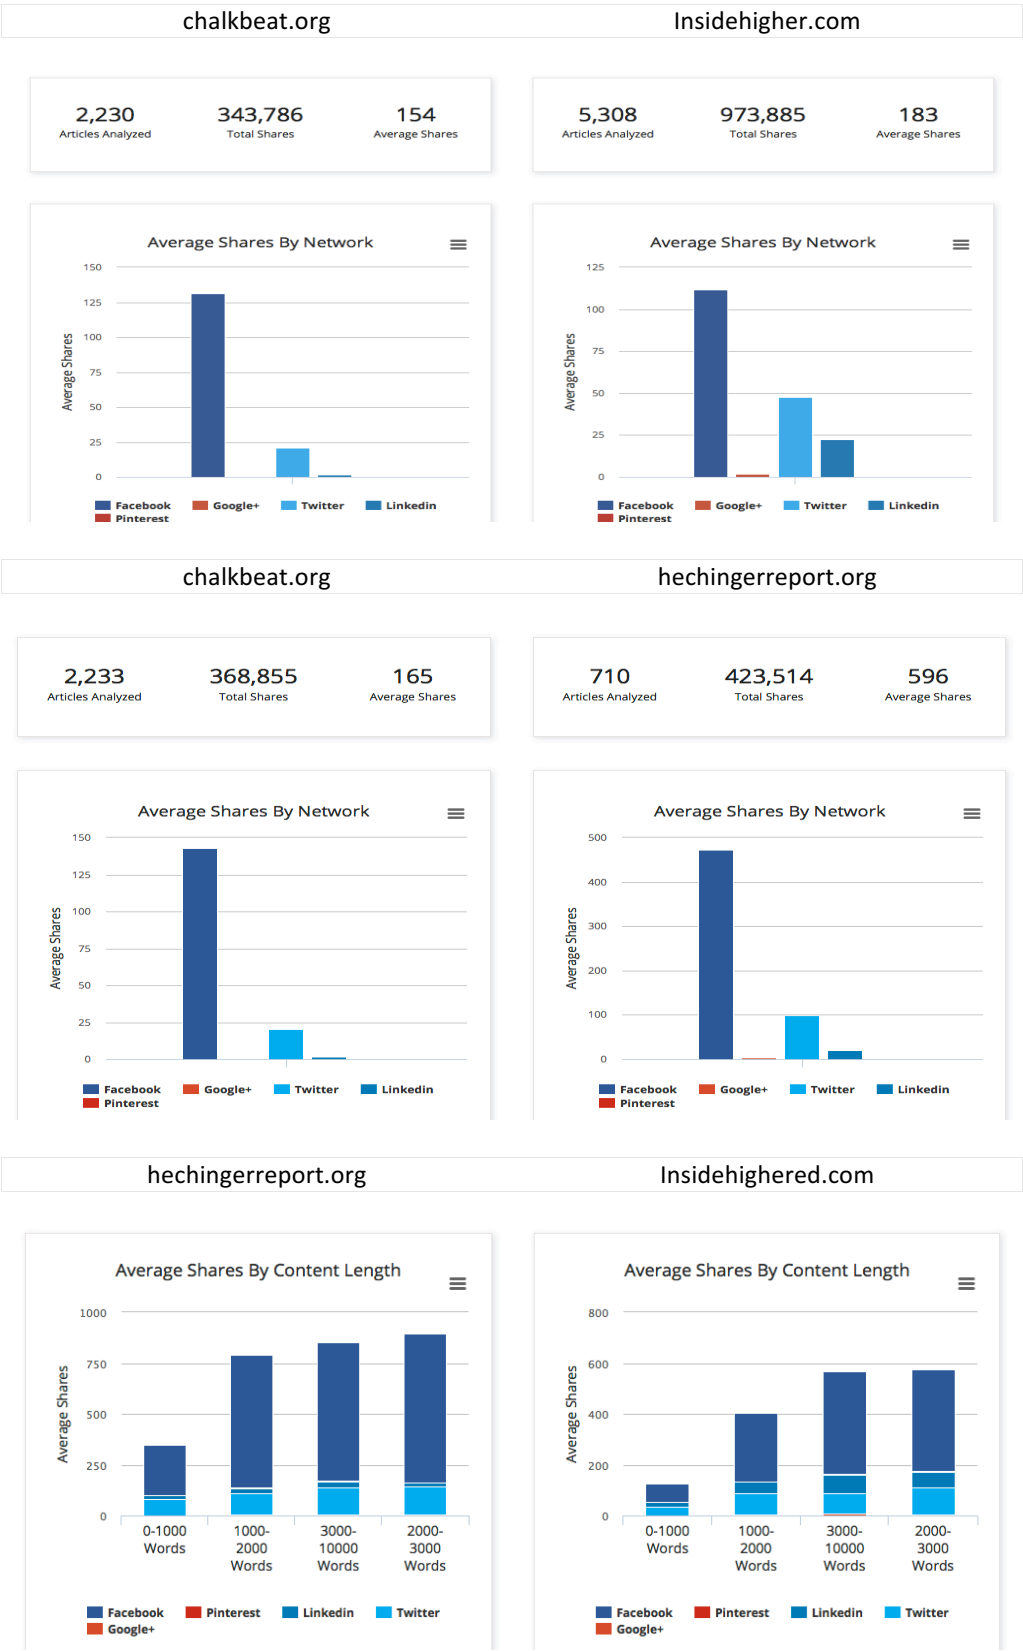 chalkbeat.org Insidehigher.com
2,230 343,786 154 5,308 973,885 183
Articles Analyzed Total Shares Average Shares Articles Analyzed Total Shares Average Shares
Average Shares By Network
150
125
100
75
50
25
0
Average Shares
Facebook Google+ Twitter Linkedin
Pinterest
Average Shares By Network
125
100
75
50
25
0
Average Shares
Facebook Google+ Twitter Linkedin
Pinterest
chalkbeat.org hechingerreport.org
2,233 368,855 165 710 423,514 596
Articles Analyzed Total Shares Average Shares Articles Analyzed Total Shares Average Shares
Average Shares By Network
150
125
100
75
50
25
0
Average Shares
Facebook Google+ Twitter Linkedin
Pinterest
Average Shares By Network
500
400
300
200
100
0
Average Shares
Facebook Google+ Twitter Linkedin
Pinterest
hechingerreport.org Insidehighered.com
Average Shares By Content Length
1000
750
500
250
0
Average Shares
0-1000 1000- 3000- 2000-
Words 2000 10000 3000
Words Words Words
Facebook Pinterest Linkedin Twitter
Google+
Average Shares By Content Length
800
600
400
200
0
Average Shares
0-1000 1000- 3000- 2000-
Words 2000 10000 3000
Words Words Words
Facebook Pinterest Linkedin Twitter
Google+